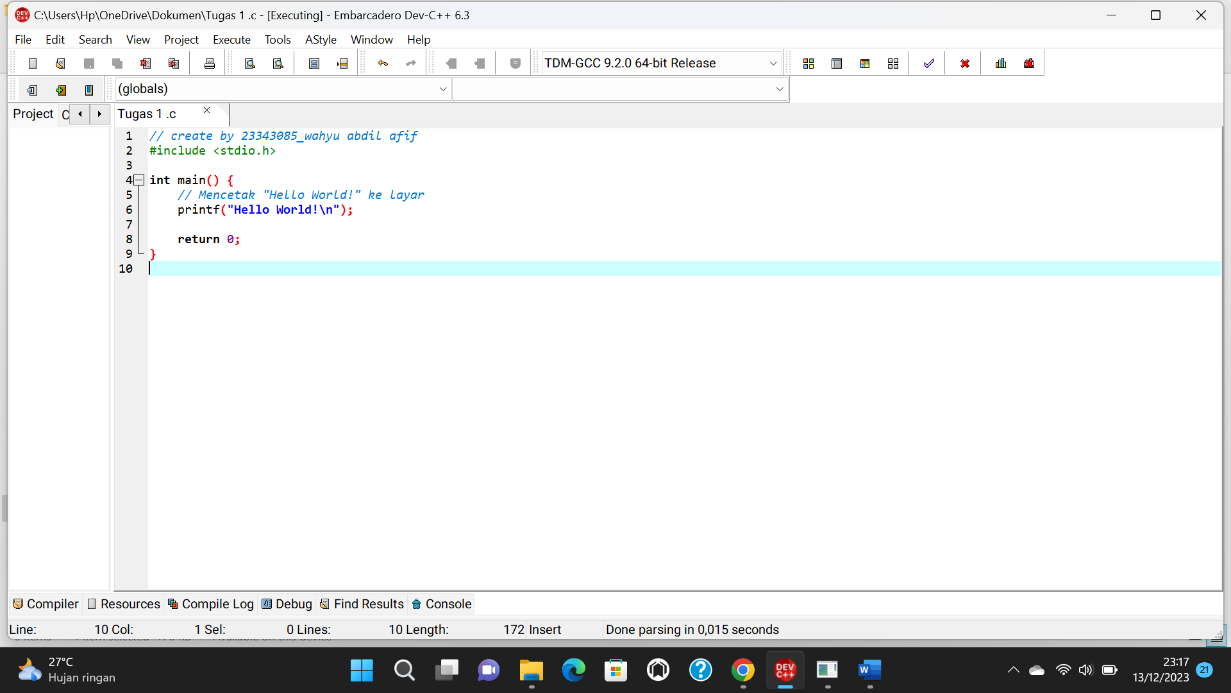 C:\Users\Hp\OneDrive\Dokumen\Tugas 1 .c - [Executing] - Embarcadero Dev-C++ 6.3
File Edit Search View Project Execute Tools AStyle Window Help
TDM-GCC 9.2.0 64-bit Release
(globals)
Project C Tugas 1 .c
1 // create by 23343085_wahyu abdil afif
2 #include <stdio.h>
3
4 int main() {
5 // Mencetak "Hello World!" ke layar
6 printf("Hello World!\n");
7
8 return 0;
9 }
10
Compiler Resources Compile Log Debug Find Results Console
Line: 10 Col: 1 Sel: 0 Lines: 10 Length: 172 Insert Done parsing in 0,015 seconds
27°C
Hujan ringan
DEV C++
W
23:17
13/12/2023
21